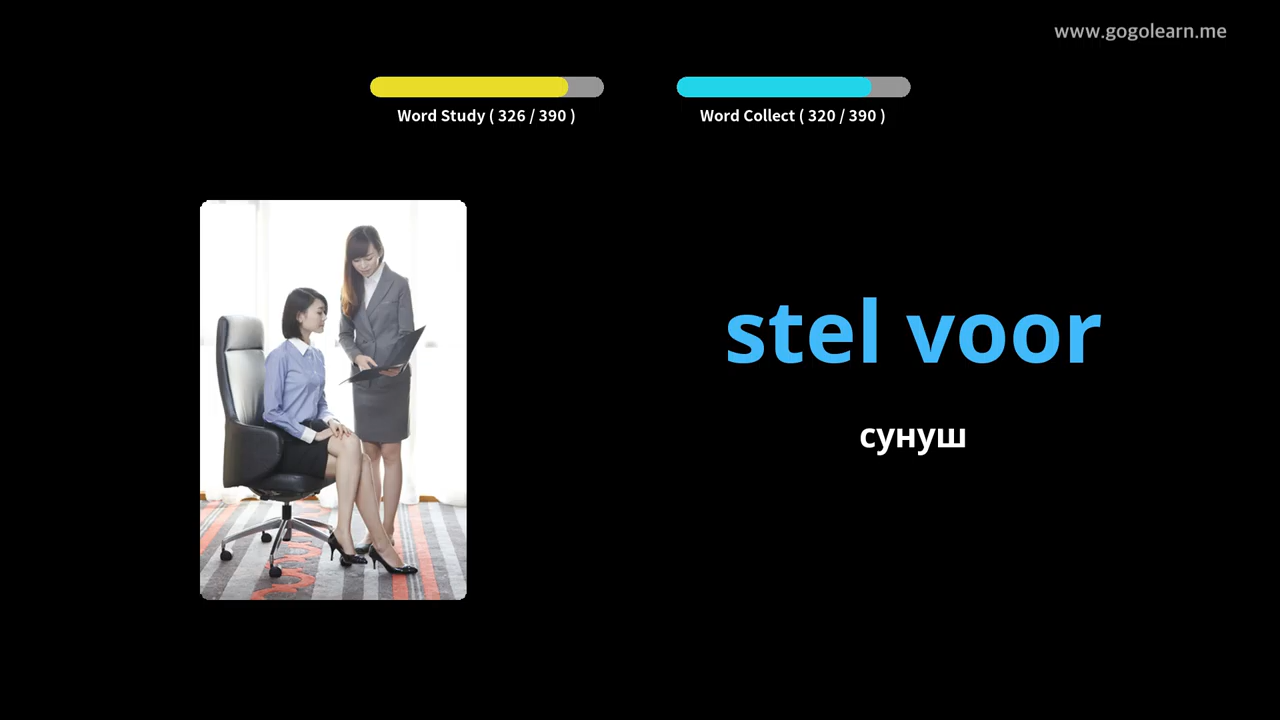 www.gogolearn.me
Word Study ( 326 / 390 )
Word Collect ( 320 / 390 )
stel voor
сунуш